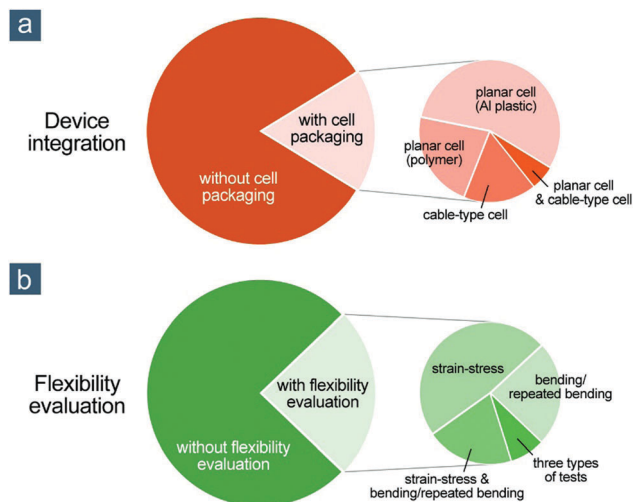 a
Device
integration
with cell
packaging
without cell
packaging
planar cell
(Al plastic)
planar cell
(polymer)
planar cell
& cable-type cell
cable-type cell
b
Flexibility
evaluation
with flexibility
evaluation
without flexibility
evaluation
strain-stress
bending/
repeated bending
three types
of tests
strain-stress &
bending/repeated bending